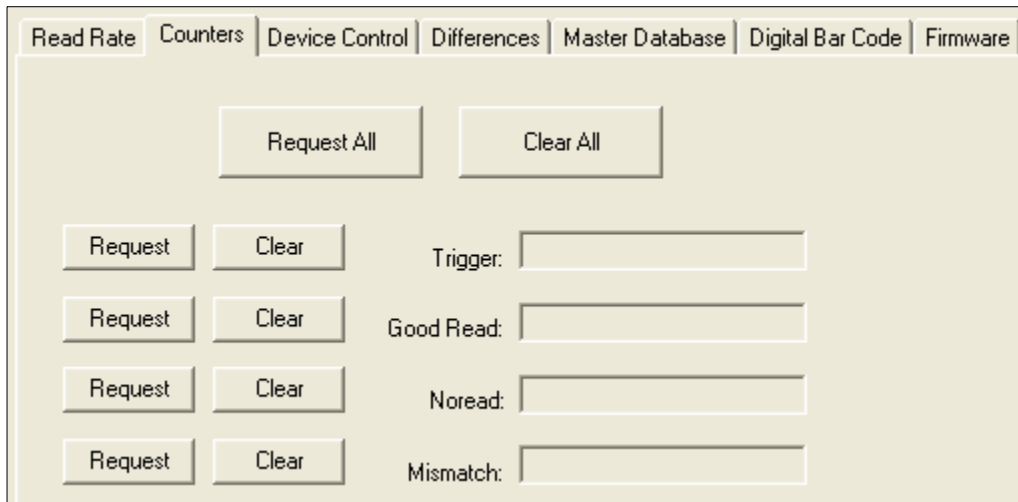 Read Rate Counters Device Control Differences Master Database Digital Bar Code Firmware
Request All Clear All
Request Clear Trigger:
Request Clear Good Read:
Request Clear Noread:
Request Clear Mismatch: